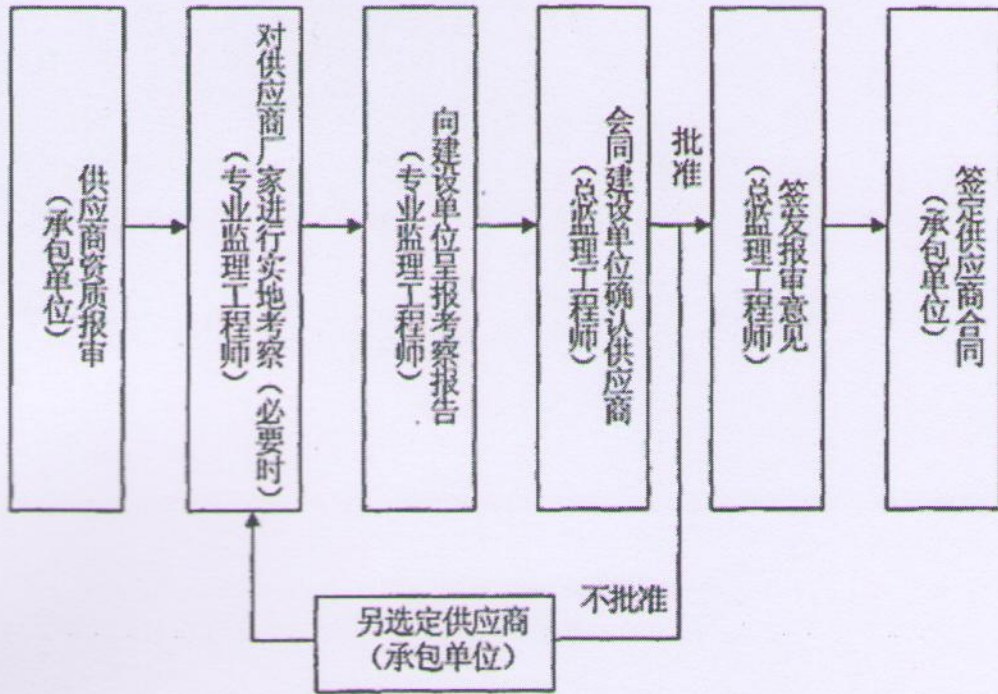 供应商资质报审
（承包单位）
对供应商厂家进行实地考察（必要时）
（专业监理工程师）
向建设单位呈报考察报告
（专业监理工程师）
会同建设单位确认供应商
（总监理工程师）
批准
签发报审意见
（总监理工程师）
签定供应商合同
（承包单位）
不批准
另选定供应商
（承包单位）